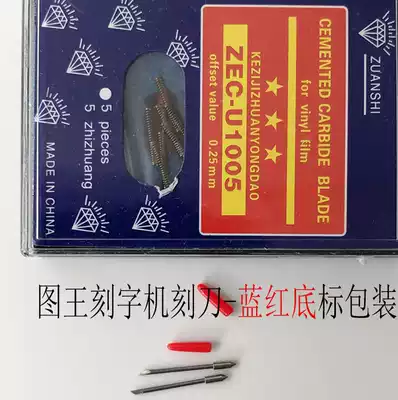 ZUANSHI
CEMENTED CARBIDE BLADE
for vinyl film
KEZIJIZHUANYONGDAO
ZEC-U1005
offset value 0.25mm
5 pieces
5 zhizhuang
MADE IN CHINA
图王刻字机刻刀-蓝红底标包装